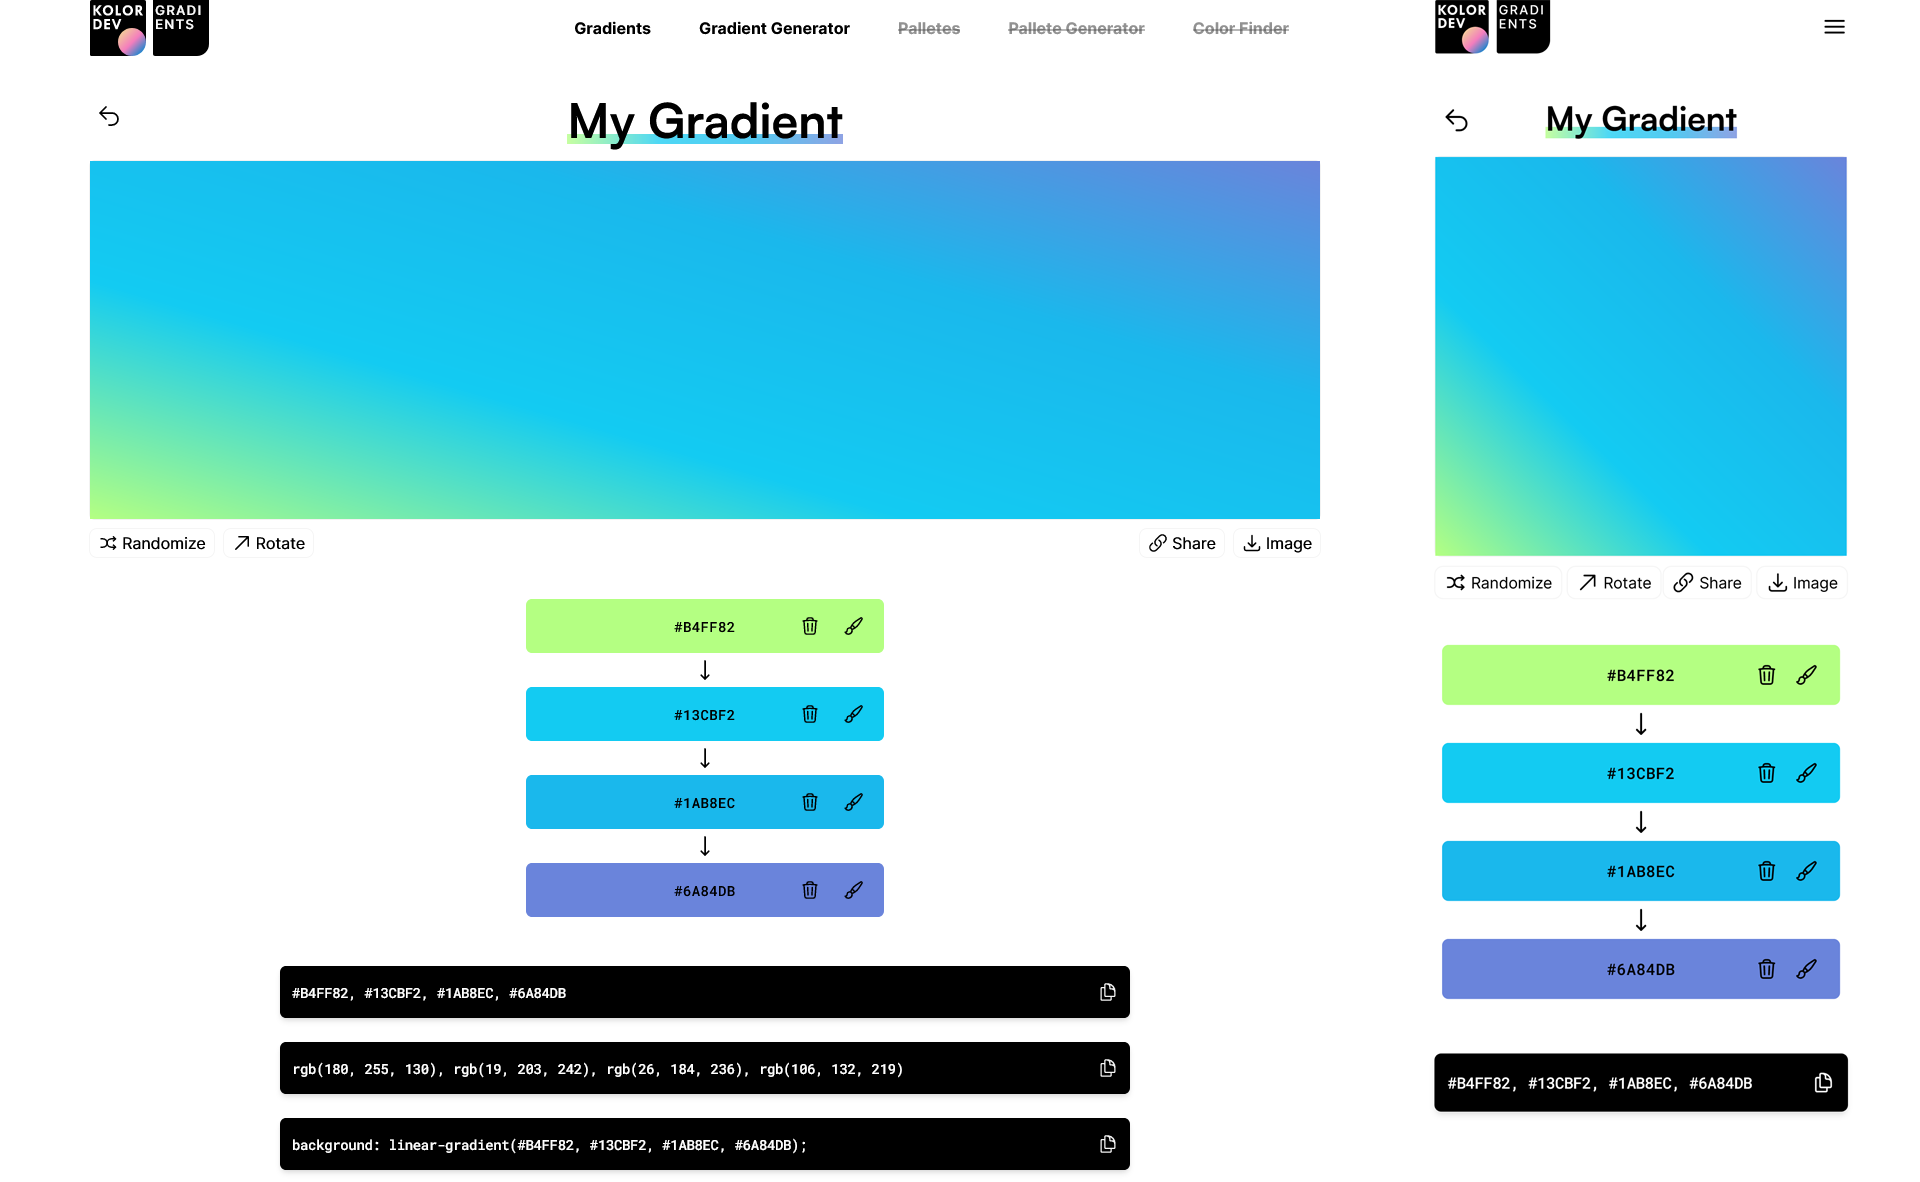 KOLOR
DEV
GRADI
ENTS
Gradients
Gradient Generator
Palletes
Pallete Generator
Color Finder
My Gradient
Randomize
Rotate
Share
Image
#B4FF82
#13CBF2
#1AB8EC
#6A84DB
#B4FF82, #13CBF2, #1AB8EC, #6A84DB
rgb(180, 255, 130), rgb(19, 203, 242), rgb(26, 184, 236), rgb(106, 132, 219)
background: linear-gradient(#B4FF82, #13CBF2, #1AB8EC, #6A84DB);
KOLOR
DEV
GRADI
ENTS
My Gradient
Randomize
Rotate
Share
Image
#B4FF82
#13CBF2
#1AB8EC
#6A84DB
#B4FF82, #13CBF2, #1AB8EC, #6A84DB